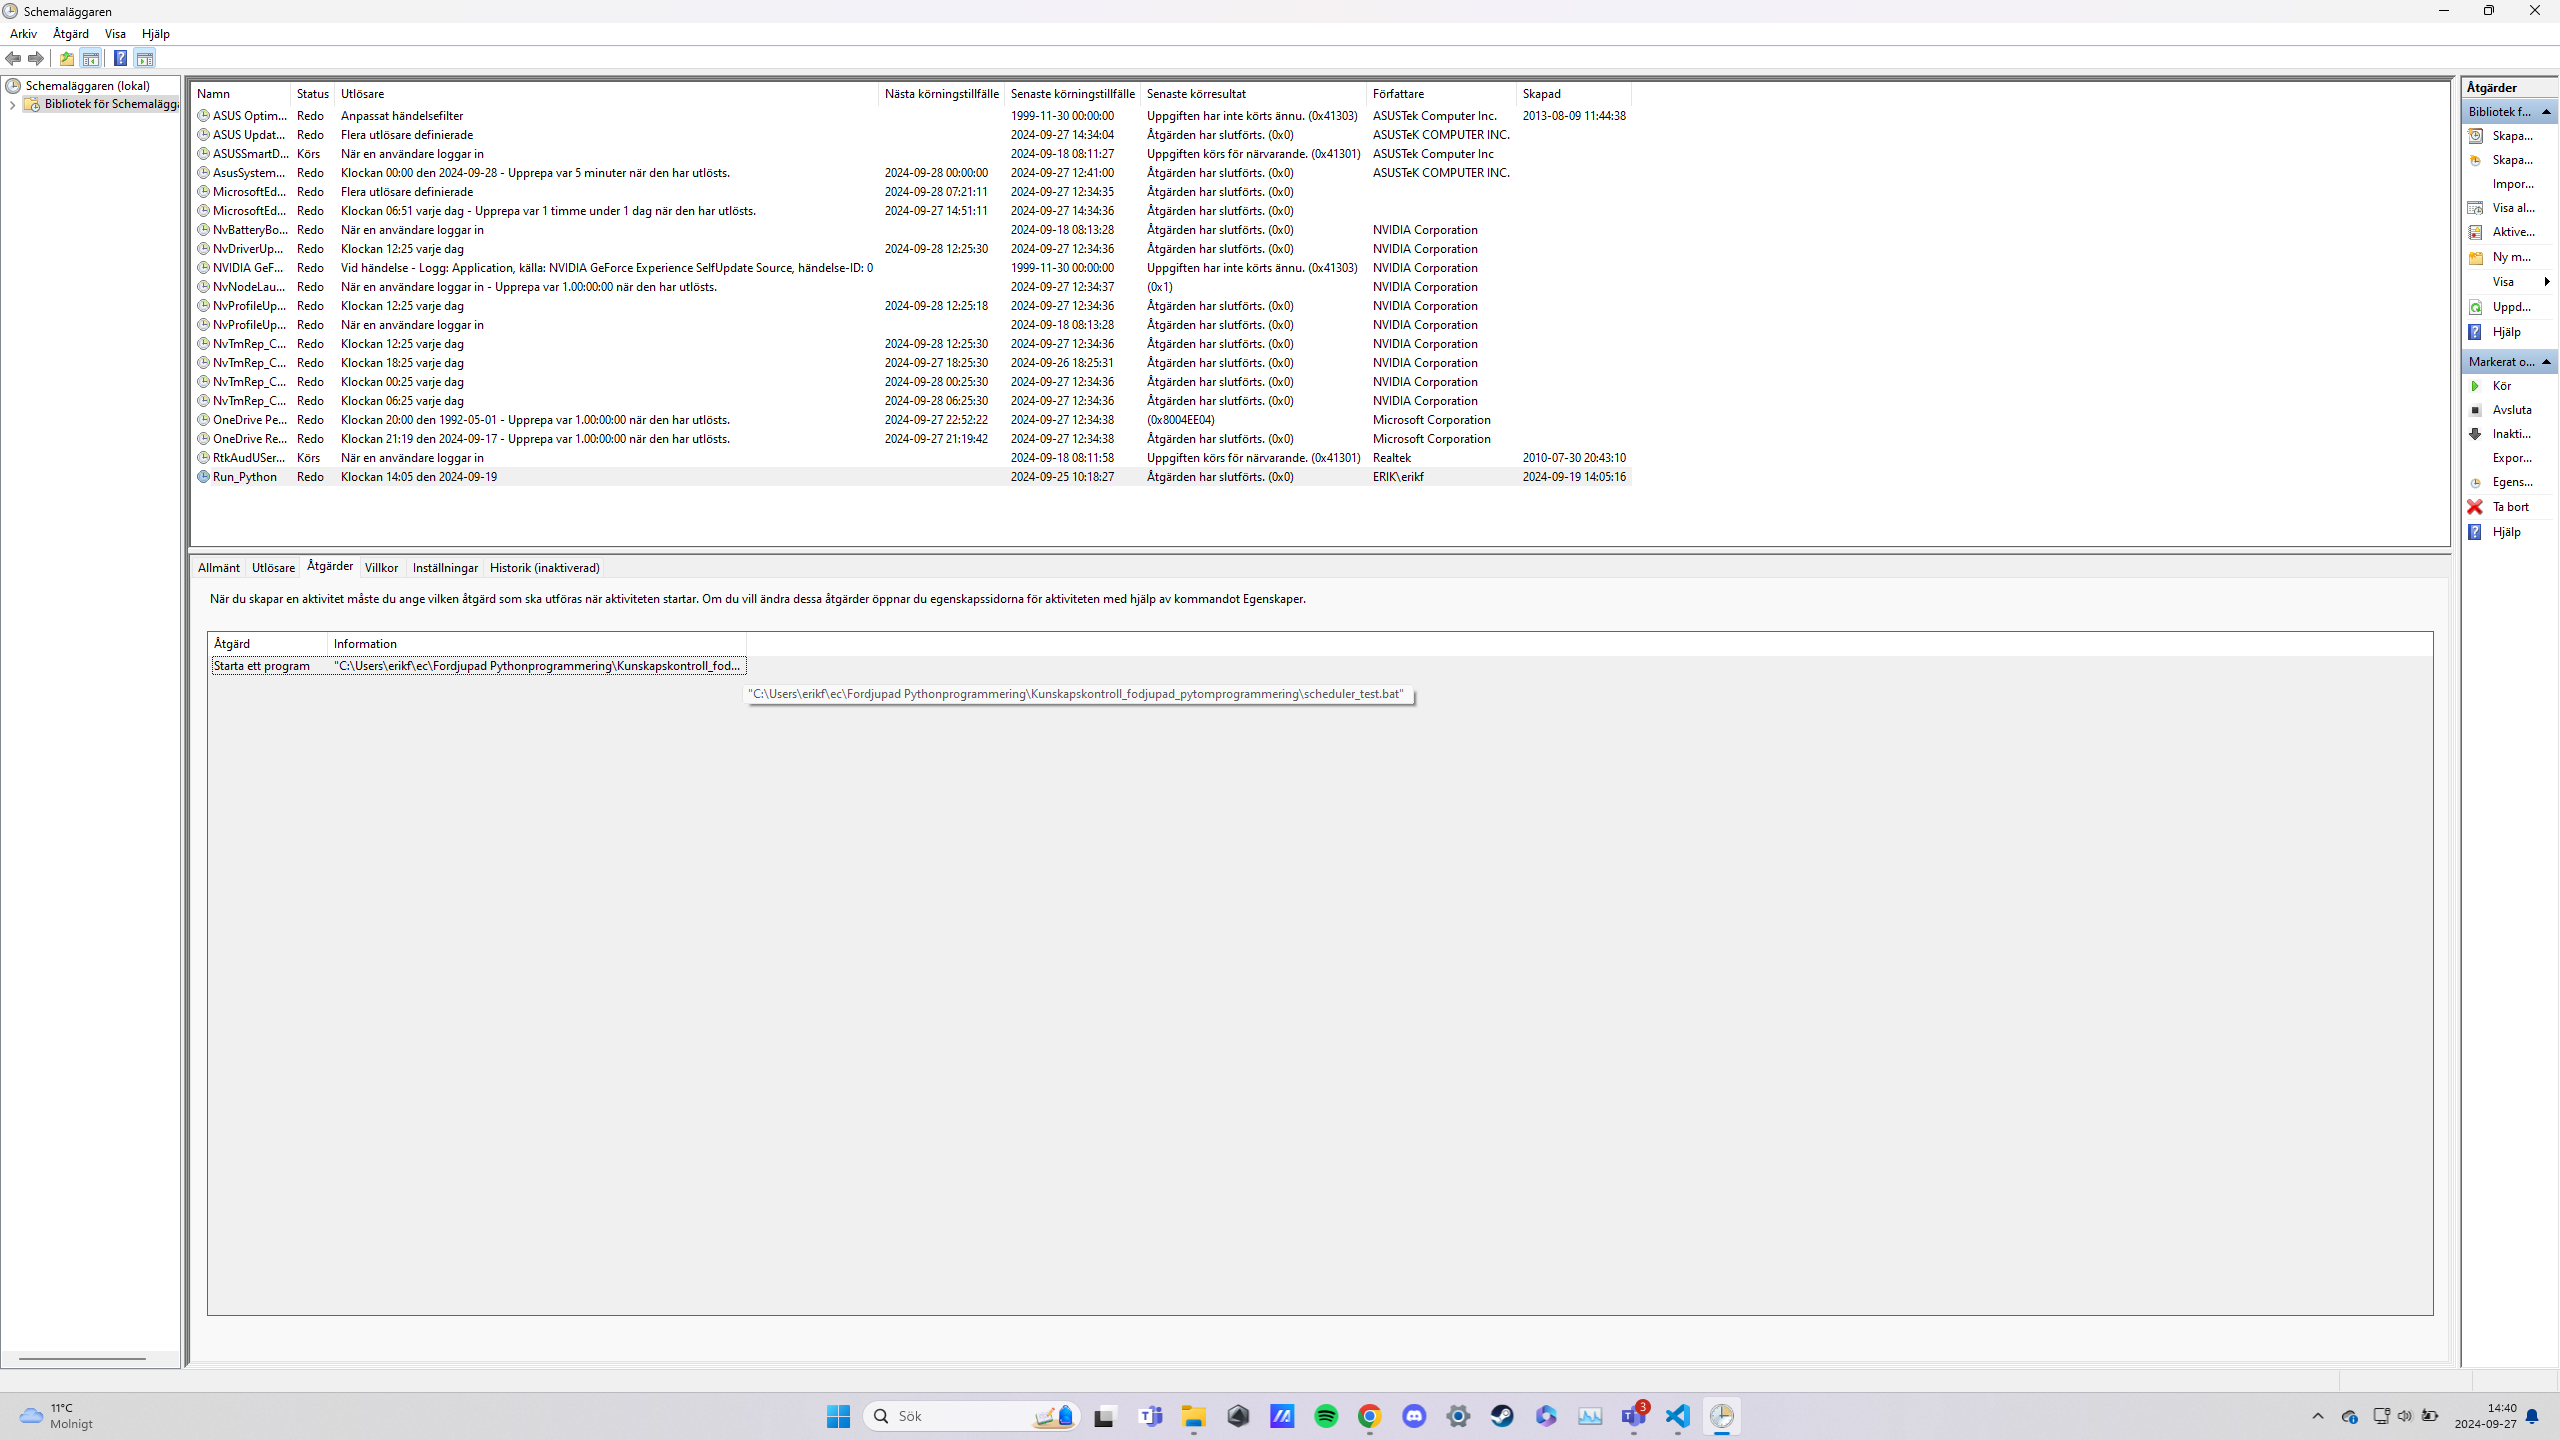 Schemaläggaren
Arkiv Åtgärd Visa Hjälp
Schemaläggaren (lokal)
Bibliotek för Schemalägga
Namn Status Utlösare Nästa körningstillfälle Senaste körningstillfälle Senaste körresultat Författare Skapad
ASUS Optim... Redo Anpassat händelsefilter 1999-11-30 00:00:00 Uppgiften har inte körts ännu. (0x41303) ASUSTek Computer Inc. 2013-08-09 11:44:38
ASUS Updat... Redo Flera utlösare definierade 2024-09-27 14:34:04 Åtgärden har slutförts. (0x0) ASUSTeK COMPUTER INC.
ASUSSmartD... Körs När en användare loggar in 2024-09-18 08:11:27 Uppgiften körs för närvarande. (0x41301) ASUSTek Computer Inc
AsusSystem... Redo Klockan 00:00 den 2024-09-28 - Upprepa var 5 minuter när den har utlösts. 2024-09-28 00:00:00 2024-09-27 12:41:00 Åtgärden har slutförts. (0x0) ASUSTeK COMPUTER INC.
MicrosoftEd... Redo Flera utlösare definierade 2024-09-28 07:21:11 2024-09-27 12:34:35 Åtgärden har slutförts. (0x0)
MicrosoftEd... Redo Klockan 06:51 varje dag - Upprepa var 1 timme under 1 dag när den har utlösts. 2024-09-27 14:51:11 2024-09-27 14:34:36 Åtgärden har slutförts. (0x0)
NvBatteryBo... Redo När en användare loggar in 2024-09-18 08:13:28 Åtgärden har slutförts. (0x0) NVIDIA Corporation
NvDriverUp... Redo Klockan 12:25 varje dag 2024-09-28 12:25:30 2024-09-27 12:34:36 Åtgärden har slutförts. (0x0) NVIDIA Corporation
NVIDIA GeF... Redo Vid händelse - Logg: Application, källa: NVIDIA GeForce Experience SelfUpdate Source, händelse-ID: 0 1999-11-30 00:00:00 Uppgiften har inte körts ännu. (0x41303) NVIDIA Corporation
NvNodeLau... Redo När en användare loggar in - Upprepa var 1.00:00:00 när den har utlösts. 2024-09-27 12:34:37 (0x1) NVIDIA Corporation
NvProfileUp... Redo Klockan 12:25 varje dag 2024-09-28 12:25:18 2024-09-27 12:34:36 Åtgärden har slutförts. (0x0) NVIDIA Corporation
NvProfileUp... Redo När en användare loggar in 2024-09-18 08:13:28 Åtgärden har slutförts. (0x0) NVIDIA Corporation
NvTmRep_C... Redo Klockan 12:25 varje dag 2024-09-28 12:25:30 2024-09-27 12:34:36 Åtgärden har slutförts. (0x0) NVIDIA Corporation
NvTmRep_C... Redo Klockan 18:25 varje dag 2024-09-27 18:25:30 2024-09-26 18:25:31 Åtgärden har slutförts. (0x0) NVIDIA Corporation
NvTmRep_C... Redo Klockan 00:25 varje dag 2024-09-28 00:25:30 2024-09-27 12:34:36 Åtgärden har slutförts. (0x0) NVIDIA Corporation
NvTmRep_C... Redo Klockan 06:25 varje dag 2024-09-28 06:25:30 2024-09-27 12:34:36 Åtgärden har slutförts. (0x0) NVIDIA Corporation
OneDrive Pe... Redo Klockan 20:00 den 1992-05-01 - Upprepa var 1.00:00:00 när den har utlösts. 2024-09-27 22:52:22 2024-09-27 12:34:38 (0x8004EE04) Microsoft Corporation
OneDrive Re... Redo Klockan 21:19 den 2024-09-17 - Upprepa var 1.00:00:00 när den har utlösts. 2024-09-27 21:19:42 2024-09-27 12:34:38 Åtgärden har slutförts. (0x0) Microsoft Corporation
RtkAudUSer... Körs När en användare loggar in 2024-09-18 08:11:58 Uppgiften körs för närvarande. (0x41301) Realtek 2010-07-30 20:43:10
Run_Python Redo Klockan 14:05 den 2024-09-19 2024-09-25 10:18:27 Åtgärden har slutförts. (0x0) ERIK\erikf 2024-09-19 14:05:16
Allmänt Utlösare Åtgärder Villkor Inställningar Historik (inaktiverad)
När du skapar en aktivitet måste du ange vilken åtgärd som ska utföras när aktiviteten startar. Om du vill ändra dessa åtgärder öppnar du egenskapssidorna för aktiviteten med hjälp av kommandot Egenskaper.
Åtgärd Information
Starta ett program "C:\Users\erikf\ec\Fordjupad Pythonprogrammering\Kunskapskontroll_fod...
"C:\Users\erikf\ec\Fordjupad Pythonprogrammering\Kunskapskontroll_fodjupad_pytomprogrammering\scheduler_test.bat"
Åtgärder
Bibliotek f...
Skapa...
Skapa...
Impor...
Visa al...
Aktive...
Ny m...
Visa
Uppd...
Hjälp
Markerat o...
Kör
Avsluta
Inakti...
Expor...
Egens...
Ta bort
Hjälp
11°C
Molnigt
Sök
3
14:40
2024-09-27